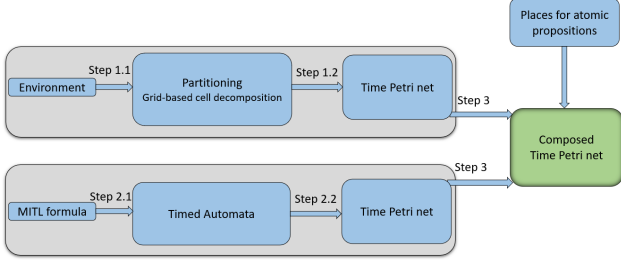 Places for atomic
propositions
Step 1.1
Step 1.2
Environment
Partitioning
Grid-based cell decomposition
Time Petri net
Step 3
Composed
Time Petri net
Step 3
Step 2.1
Step 2.2
MITL formula
Timed Automata
Time Petri net